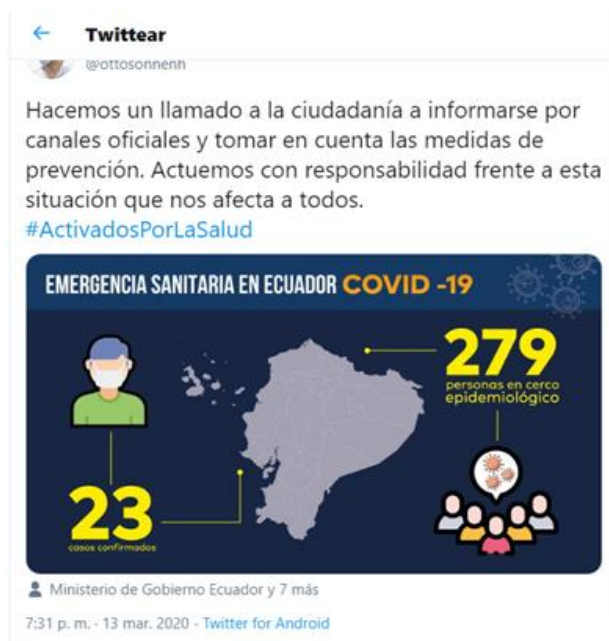 ← Twittear
@ottosonnenh
Hacemos un llamado a la ciudadanía a informarse por
canales oficiales y tomar en cuenta las medidas de
prevención. Actuemos con responsabilidad frente a esta
situación que nos afecta a todos.
#ActivadosPorLaSalud
EMERGENCIA SANITARIA EN ECUADOR COVID -19
279
personas en cerco
epidemiológico
23
casos confirmados
Ministerio de Gobierno Ecuador y 7 más
7:31 p. m. · 13 mar. 2020 · Twitter for Android